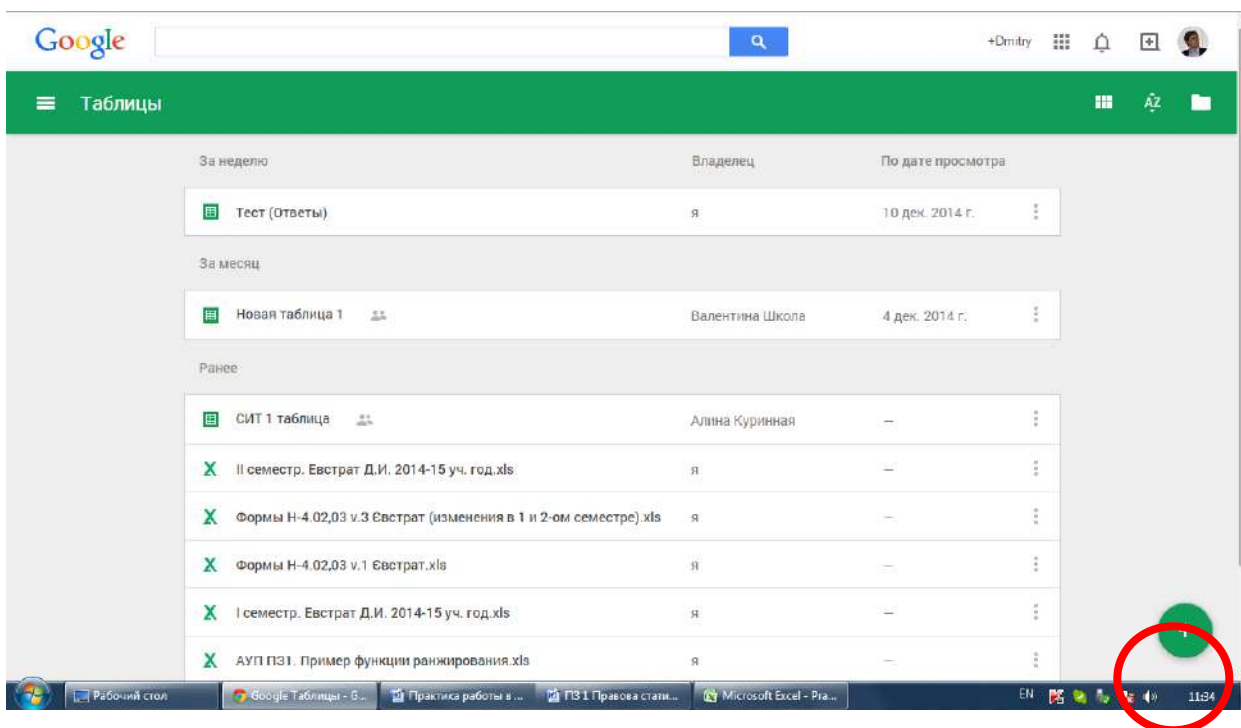 Google +Dmitry
Таблицы AZ
За неделю Владелец По дате просмотра
Тест (Ответы) я 10 дек. 2014 г.
За месяц
Новая таблица 1 Валентина Школа 4 дек. 2014 г.
Ранее
СИТ 1 таблица Алина Куринная —
II семестр. Евстрат Д.И. 2014-15 уч. год.xls я —
Формы Н-4.02,03 v.3 Євстрат (изменения в 1 и 2-ом семестре).xls я —
Формы Н-4.02,03 v.1 Євстрат.xls я —
I семестр. Евстрат Д.И. 2014-15 уч. год.xls я —
АУП ПЗ1. Пример функции ранжирования.xls я —
Рабочий стол Google Таблицы - G... Практика работы в ... ПЗ 1 Правова стати... Microsoft Excel - Pra... EN 11:34